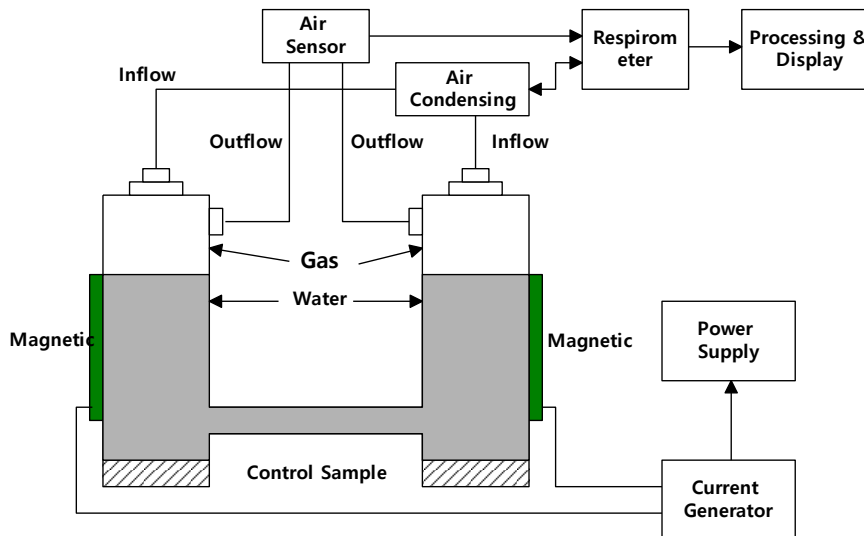 Air
Sensor
Respirom
eter
Processing &
Display
Inflow
Air
Condensing
Outflow
Outflow
Inflow
Gas
Water
Magnetic
Magnetic
Power
Supply
Control Sample
Current
Generator